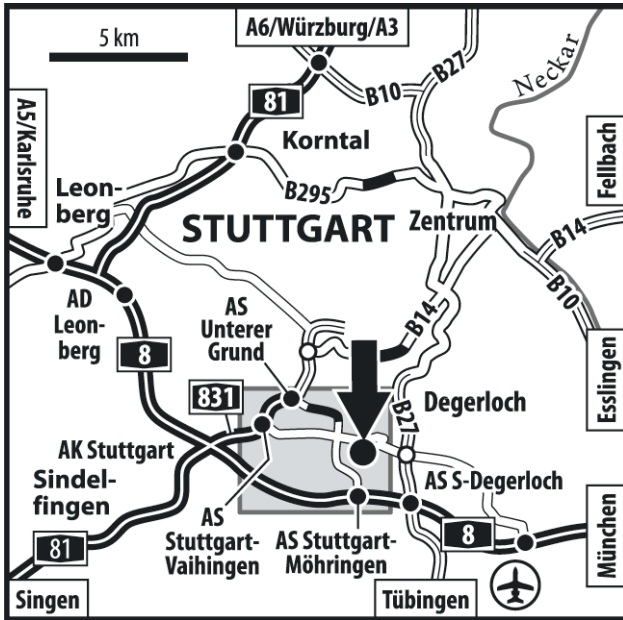 A6/Würzburg/A3
5 km
B27
Neckar
B10
81
A5/Karlsruhe
Korntal
Fellbach
Leon-
berg
B295
STUTTGART
Zentrum
B14
B10
AD
Leon-
berg
AS
Unterer
Grund
B14
8
831
B27
Degerloch
Esslingen
AK Stuttgart
Sindel-
fingen
AS S-Degerloch
AS
Stuttgart-
Vaihingen
AS Stuttgart-
Möhringen
8
81
München
Singen
Tübingen